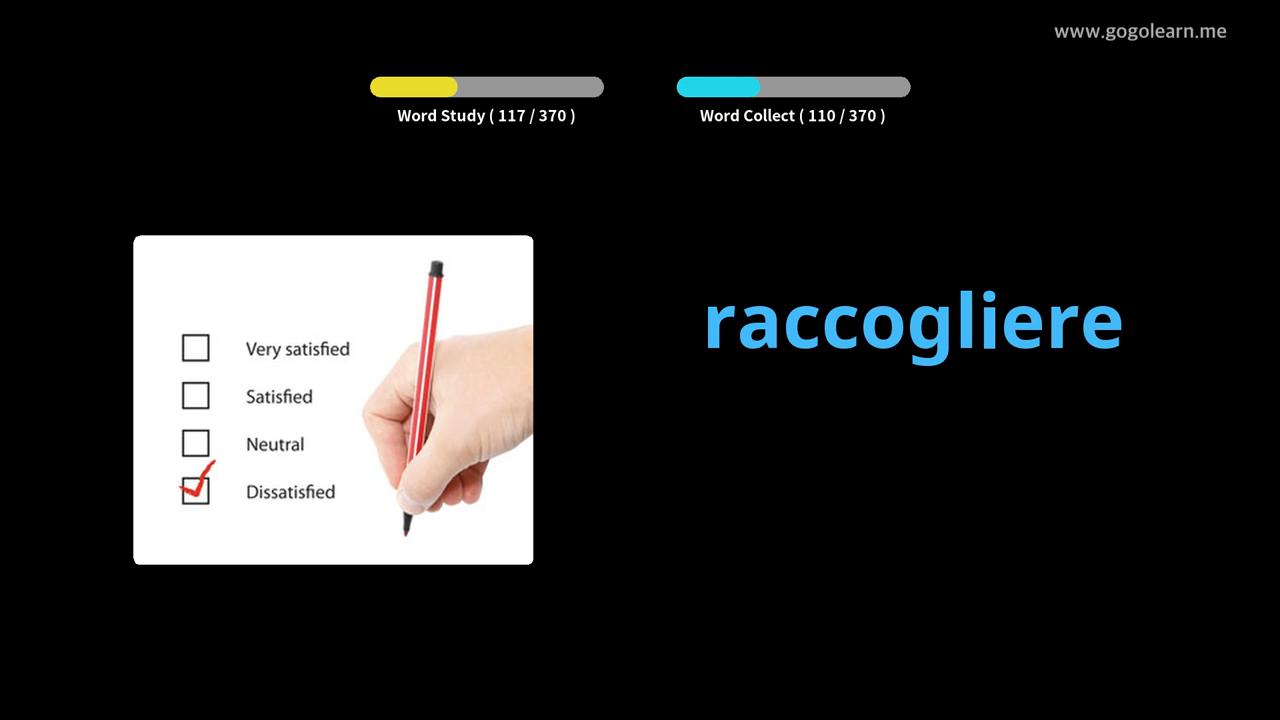 www.gogolearn.me
Word Study ( 117 / 370 )
Word Collect ( 110 / 370 )
raccogliere
Very satisfied
Satisfied
Neutral
Dissatisfied